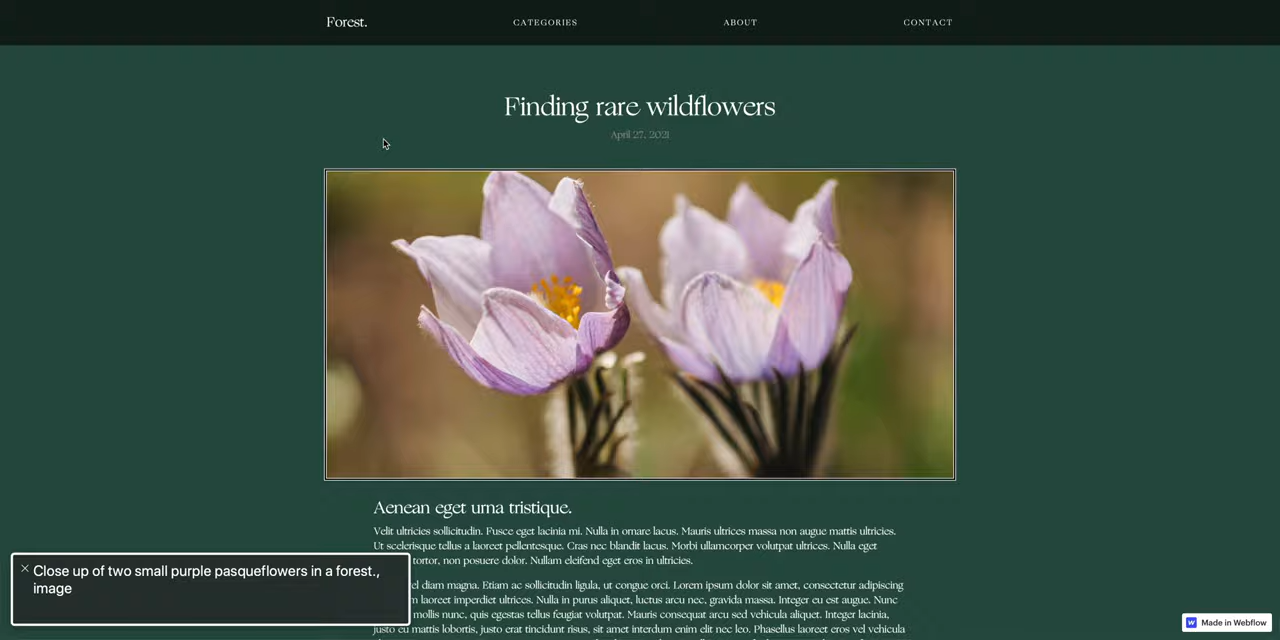 Forest.
CATEGORIES
ABOUT
CONTACT
Finding rare wildflowers
April 27, 2021
Aenean eget urna tristique.
Velit ultricies sollicitudin. Fusce eget lacinia mi. Nulla in ornare lacus. Mauris ultrices massa non augue mattis ultricies.
Ut scelerisque tellus a laoreet pellentesque. Cras nec blandit lacus. Morbi ullamcorper volutpat ultrices. Nulla eget
tortor, non posuere dolor. Nullam eleifend eget eros in ultricies.
el diam magna. Etiam ac sollicitudin ligula, ut congue orci. Lorem ipsum dolor sit amet, consectetur adipiscing
laoreet imperdiet ultrices. Nulla in purus aliquet, luctus arcu nec, gravida massa. Integer eu est augue. Nunc
mollis nunc, quis egestas tellus feugiat volutpat. Mauris consequat arcu sed vehicula aliquet. Integer lacinia,
justo eu mattis lobortis, justo erat tincidunt risus, sit amet interdum enim elit nec leo. Phasellus laoreet eros vel vehicula
Close up of two small purple pasqueflowers in a forest.,
image
Made in Webflow